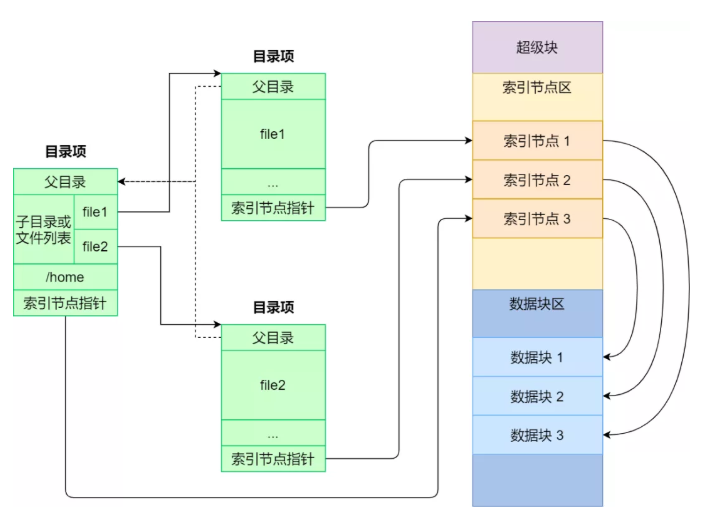 目录项
父目录
子目录或
文件列表
file1
file2
/home
索引节点指针
目录项
父目录
file1
...
索引节点指针
目录项
父目录
file2
...
索引节点指针
超级块
索引节点区
索引节点 1
索引节点 2
索引节点 3
数据块区
数据块 1
数据块 2
数据块 3